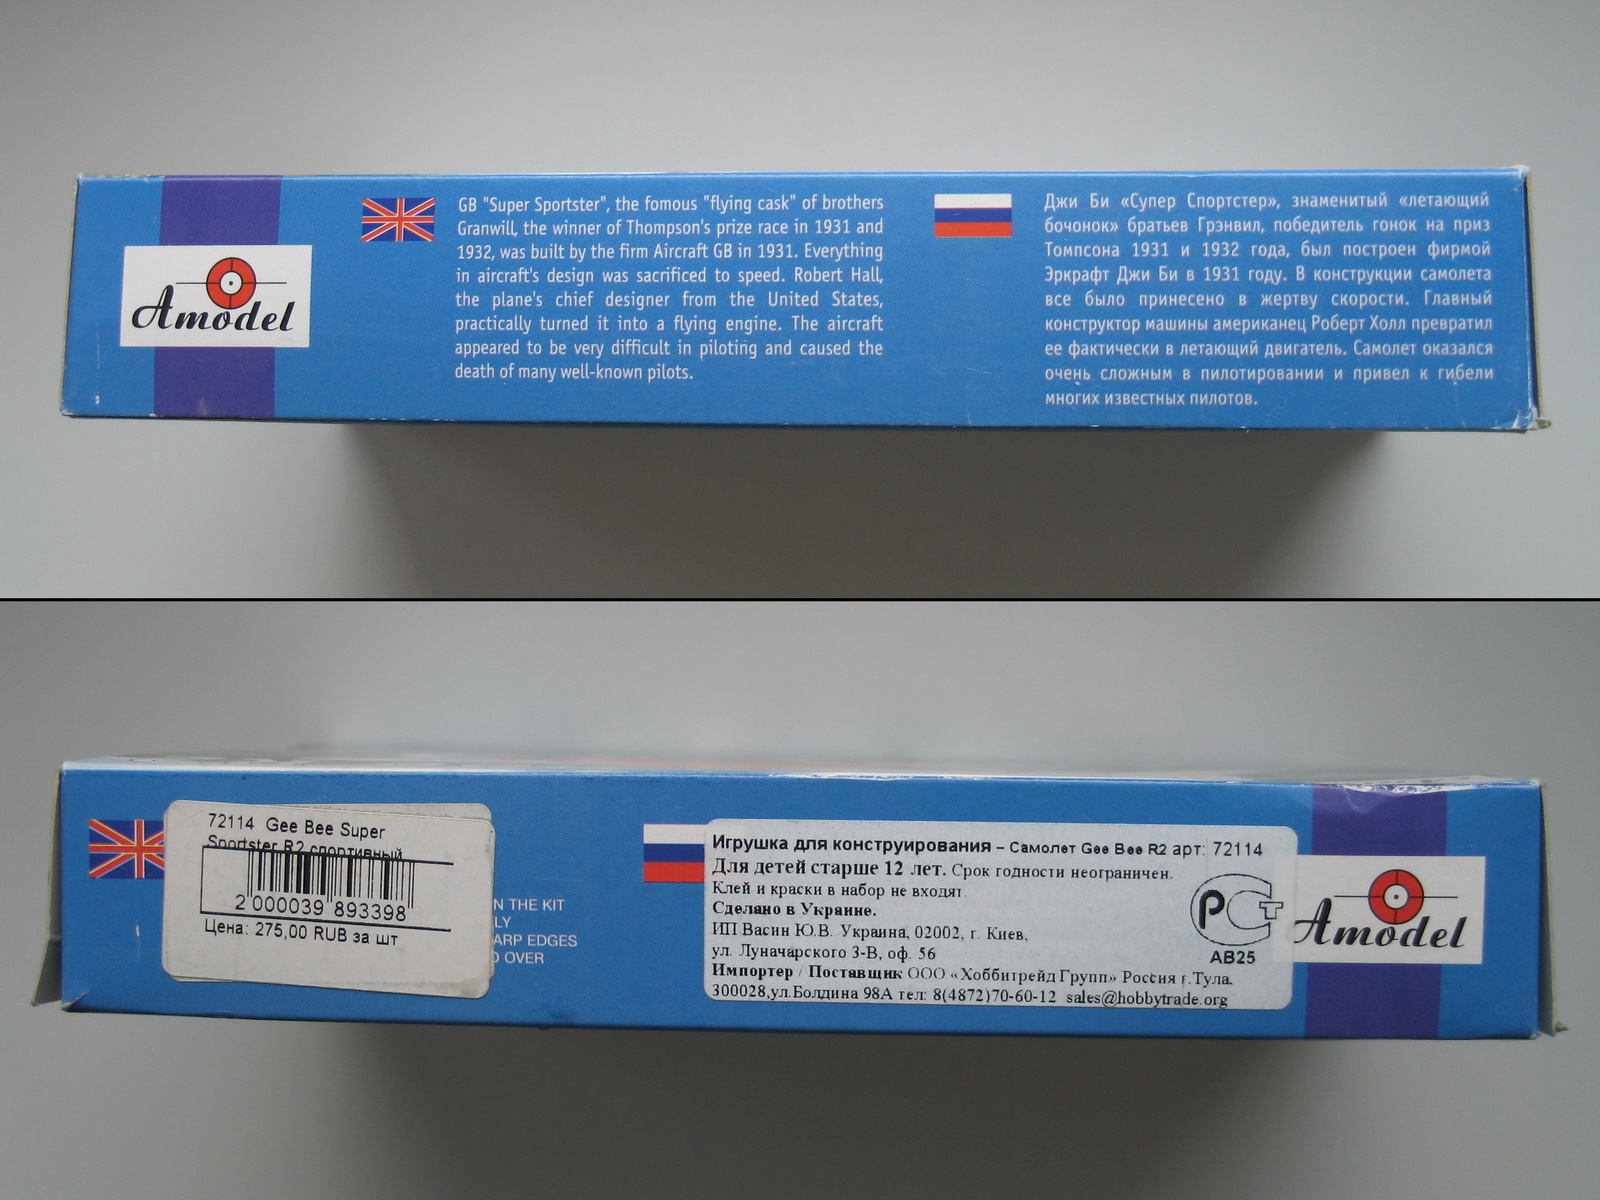 Amodel
GB "Super Sportster", the fomous "flying cask" of brothers
Granwill, the winner of Thompson's prize race in 1931 and
1932, was built by the firm Aircraft GB in 1931. Everything
in aircraft's design was sacrificed to speed. Robert Hall,
the plane's chief designer from the United States,
practically turned it into a flying engine. The aircraft
appeared to be very difficult in piloting and caused the
death of many well-known pilots.
Джи Би «Супер Спортстер», знаменитый «летающий
бочонок» братьев Грэнвил, победитель гонок на приз
Томпсона 1931 и 1932 года, был построен фирмой
Эркрафт Джи Би в 1931 году. В конструкции самолета
все было принесено в жертву скорости. Главный
конструктор машины американец Роберт Холл превратил
ее фактически в летающий двигатель. Самолет оказался
очень сложным в пилотировании и привел к гибели
многих известных пилотов.
72114 Gee Bee Super
Sportster R2 спортивный
2 000039 893398
Цена: 275,00 RUB за шт
N THE KIT
LY
ARP EDGES
OVER
Игрушка для конструирования – Самолет Gee Bee R2 арт: 72114
Для детей старше 12 лет. Срок годности неограничен.
Клей и краски в набор не входят.
Сделано в Украине.
ИП Васин Ю.В. Украина, 02002, г. Киев,
ул. Луначарского 3-В, оф. 56
Импортер / Поставщик ООО «Хоббитрейд Групп» Россия г.Тула,
300028,ул.Болдина 98А тел: 8(4872)70-60-12 sales@hobbytrade.org
РСТ
АВ25
Amodel